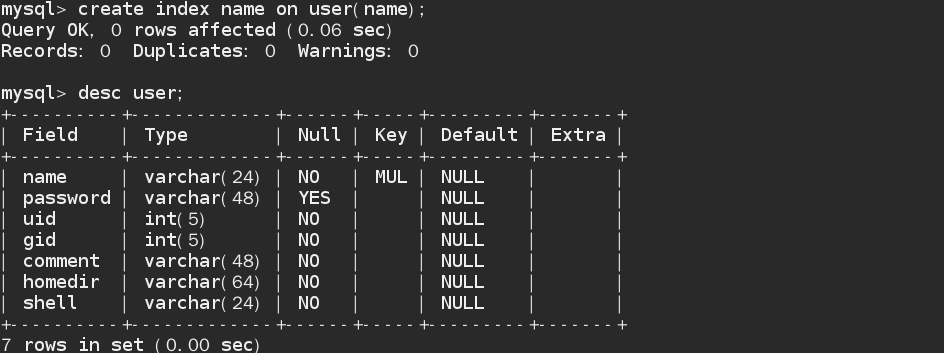 mysql> create index name on user(name);
Query OK, 0 rows affected (0.06 sec)
Records: 0  Duplicates: 0  Warnings: 0
mysql> desc user;
+----------+-------------+------+-----+---------+-------+
| Field    | Type        | Null | Key | Default | Extra |
+----------+-------------+------+-----+---------+-------+
| name     | varchar(24) | NO   | MUL | NULL    |       |
| password | varchar(48) | YES  |     | NULL    |       |
| uid      | int(5)      | NO   |     | NULL    |       |
| gid      | int(5)      | NO   |     | NULL    |       |
| comment  | varchar(48) | NO   |     | NULL    |       |
| homedir  | varchar(64) | NO   |     | NULL    |       |
| shell    | varchar(24) | NO   |     | NULL    |       |
+----------+-------------+------+-----+---------+-------+
7 rows in set (0.00 sec)